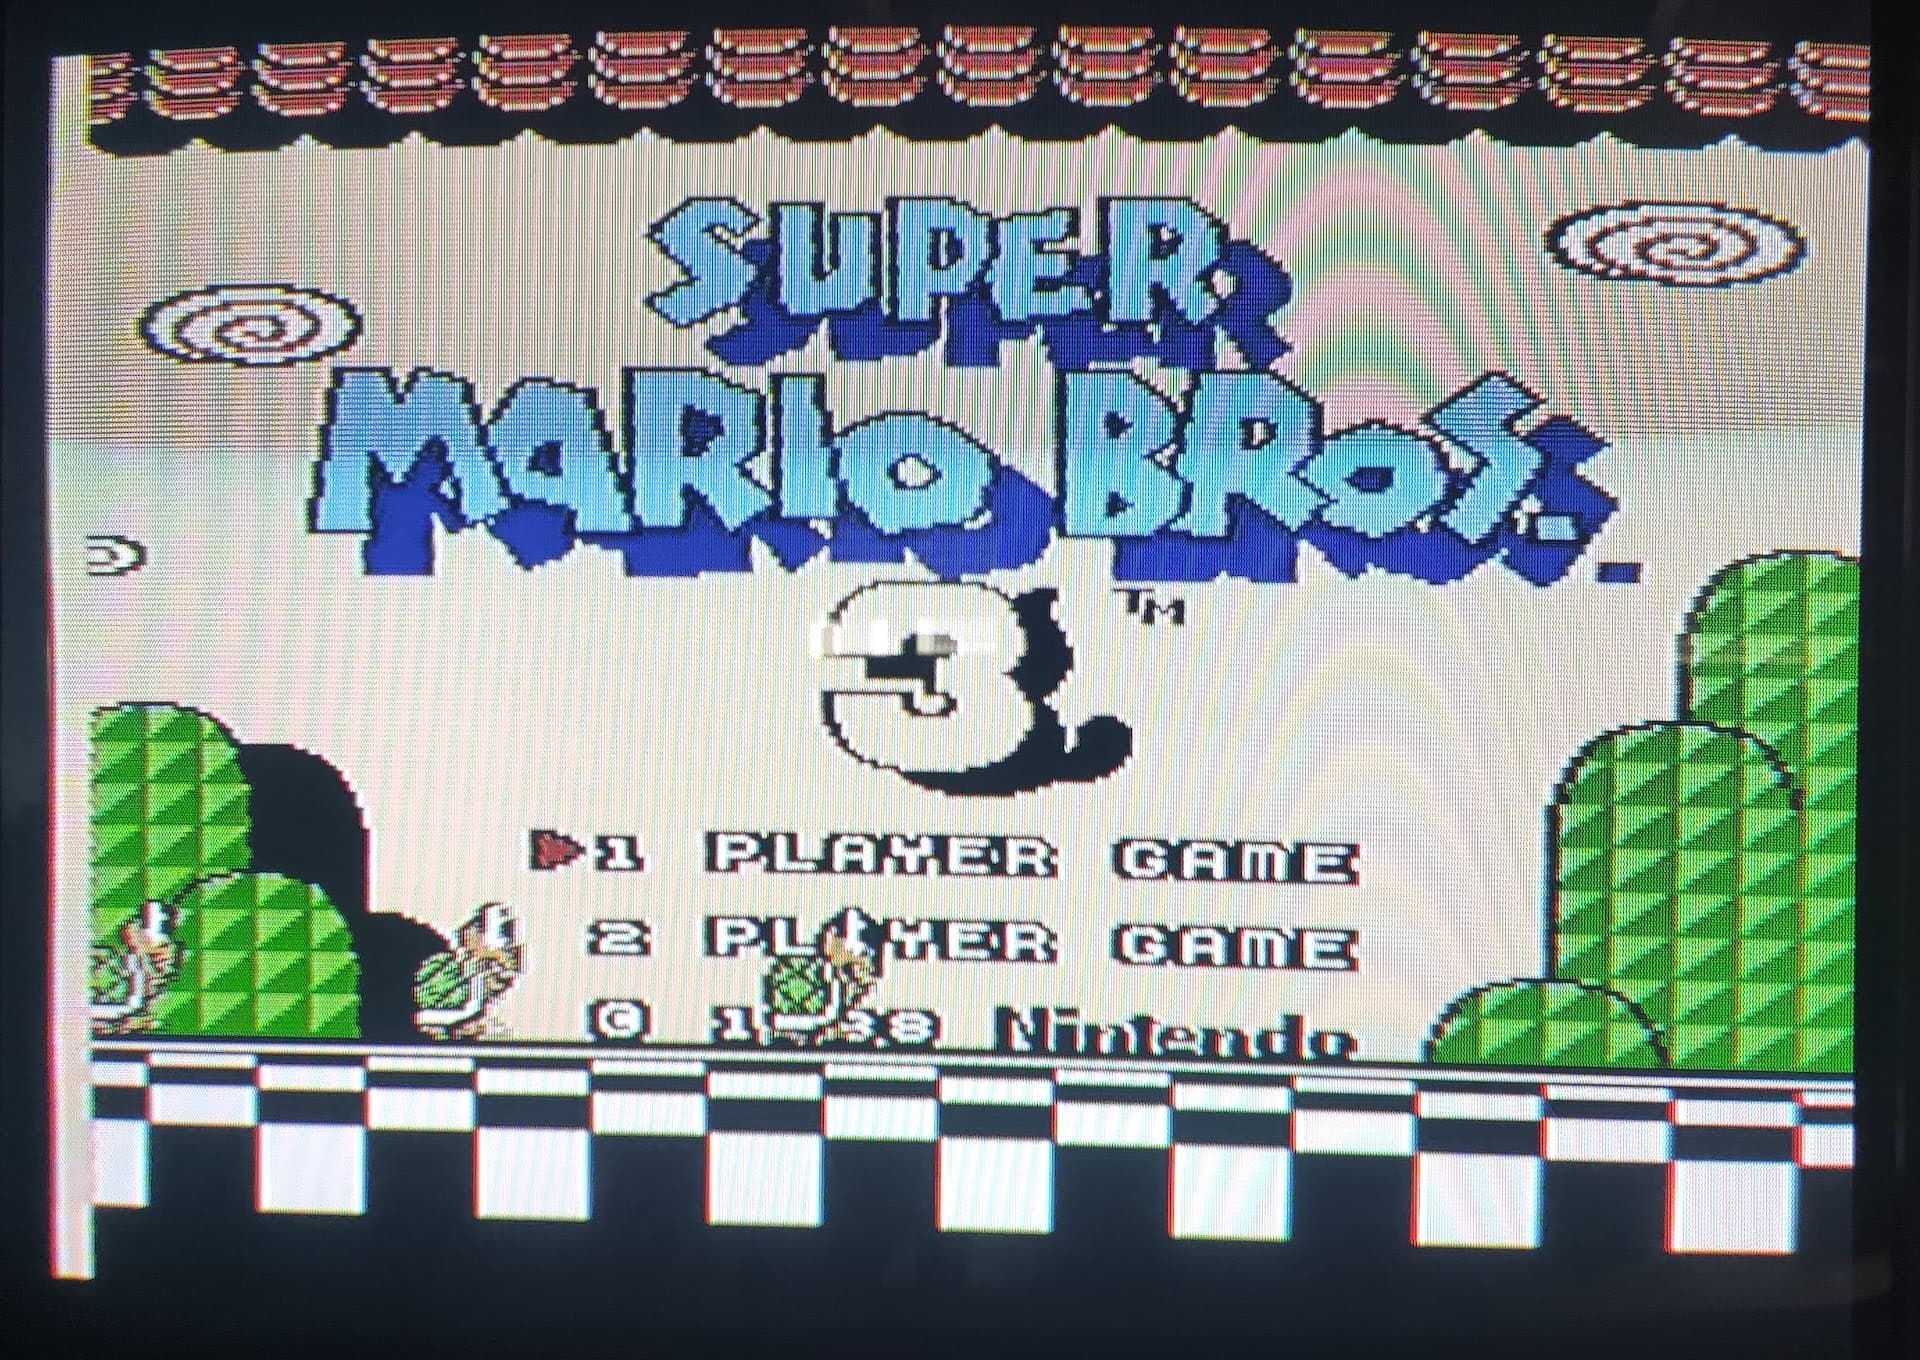 SUPER
MARIO BROS.
3 ™
1 PLAYER GAME
2 PLAYER GAME
© Nintendo